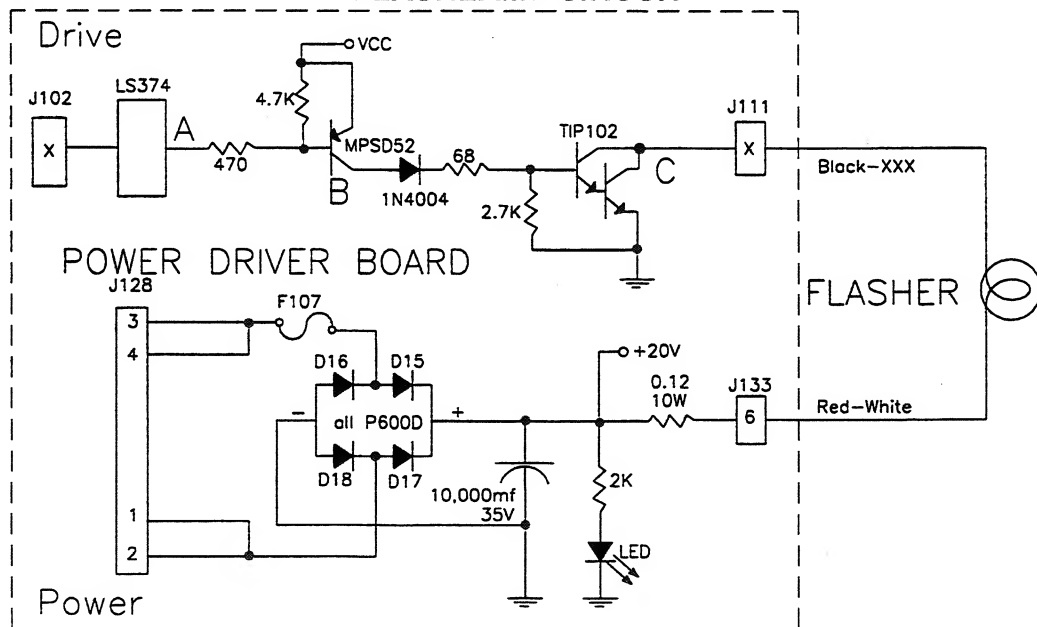 Drive
VCC
LS374
J102
X
A
470
4.7K
MPSD52
B
1N4004
68
2.7K
TIP102
C
J111
X
Black-XXX
POWER DRIVER BOARD
FLASHER
J128
3
4
1
2
F107
D16
D15
-
+
all P600D
D18
D17
10,000mf
35V
+20V
0.12
10W
2K
LED
J133
6
Red-White
Power